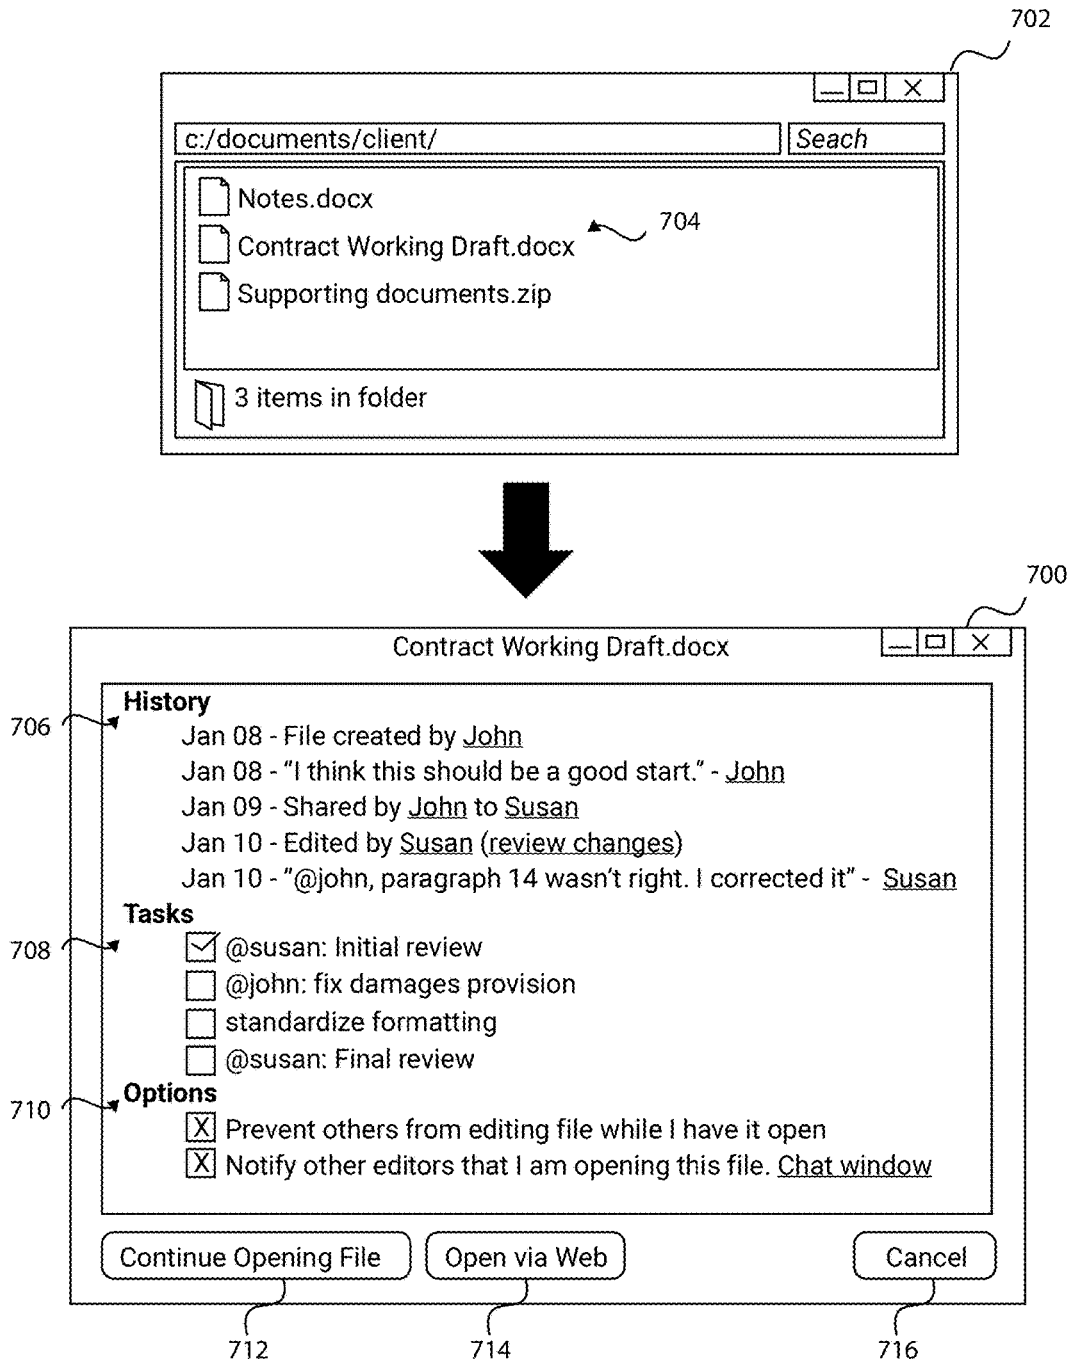 702
c:/documents/client/ Seach
Notes.docx
704
Contract Working Draft.docx
Supporting documents.zip
3 items in folder
700
Contract Working Draft.docx
History
706
Jan 08 - File created by John
Jan 08 - “I think this should be a good start.” - John
Jan 09 - Shared by John to Susan
Jan 10 - Edited by Susan (review changes)
Jan 10 - “@john, paragraph 14 wasn’t right. I corrected it” - Susan
Tasks
708
@susan: Initial review
@john: fix damages provision
standardize formatting
@susan: Final review
Options
710
X Prevent others from editing file while I have it open
X Notify other editors that I am opening this file. Chat window
Continue Opening File Open via Web Cancel
712 714 716